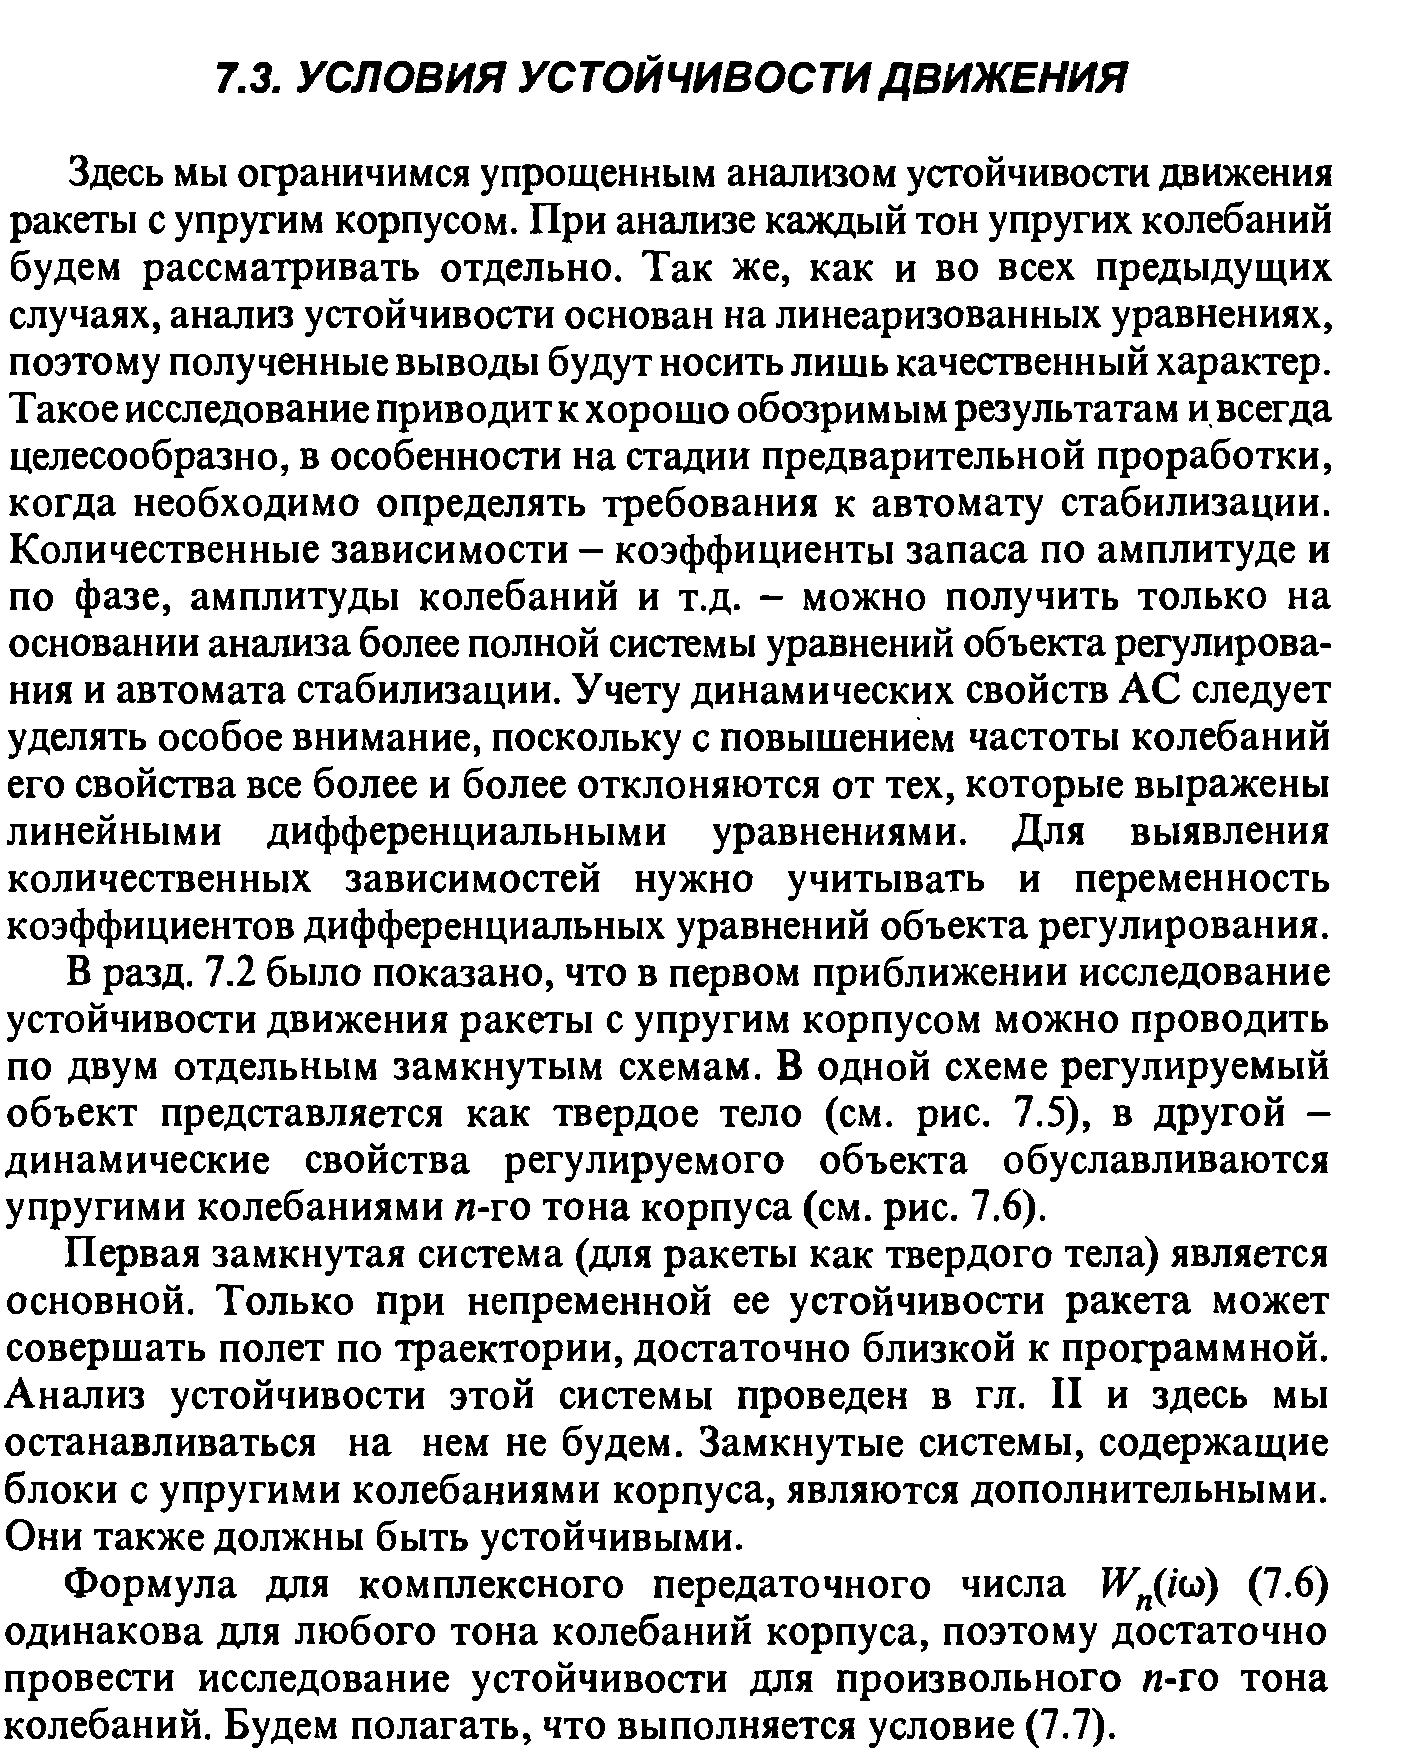 7.3. УСЛОВИЯ УСТОЙЧИВОСТИ ДВИЖЕНИЯ
Здесь мы ограничимся упрощенным анализом устойчивости движения
ракеты с упругим корпусом. При анализе каждый тон упругих колебаний
будем рассматривать отдельно. Так же, как и во всех предыдущих
случаях, анализ устойчивости основан на линеаризованных уравнениях,
поэтому полученные выводы будут носить лишь качественный характер.
Такое исследование приводит к хорошо обозримым результатам и всегда
целесообразно, в особенности на стадии предварительной проработки,
когда необходимо определять требования к автомату стабилизации.
Количественные зависимости – коэффициенты запаса по амплитуде и
по фазе, амплитуды колебаний и т.д. – можно получить только на
основании анализа более полной системы уравнений объекта регулирова-
ния и автомата стабилизации. Учету динамических свойств АС следует
уделять особое внимание, поскольку с повышением частоты колебаний
его свойства все более и более отклоняются от тех, которые выражены
линейными дифференциальными уравнениями. Для выявления
количественных зависимостей нужно учитывать и переменность
коэффициентов дифференциальных уравнений объекта регулирования.
В разд. 7.2 было показано, что в первом приближении исследование
устойчивости движения ракеты с упругим корпусом можно проводить
по двум отдельным замкнутым схемам. В одной схеме регулируемый
объект представляется как твердое тело (см. рис. 7.5), в другой –
динамические свойства регулируемого объекта обуславливаются
упругими колебаниями n-го тона корпуса (см. рис. 7.6).
Первая замкнутая система (для ракеты как твердого тела) является
основной. Только при непременной ее устойчивости ракета может
совершать полет по траектории, достаточно близкой к программной.
Анализ устойчивости этой системы проведен в гл. II и здесь мы
останавливаться на нем не будем. Замкнутые системы, содержащие
блоки с упругими колебаниями корпуса, являются дополнительными.
Они также должны быть устойчивыми.
Формула для комплексного передаточного числа Wₙ(iω) (7.6)
одинакова для любого тона колебаний корпуса, поэтому достаточно
провести исследование устойчивости для произвольного n-го тона
колебаний. Будем полагать, что выполняется условие (7.7).